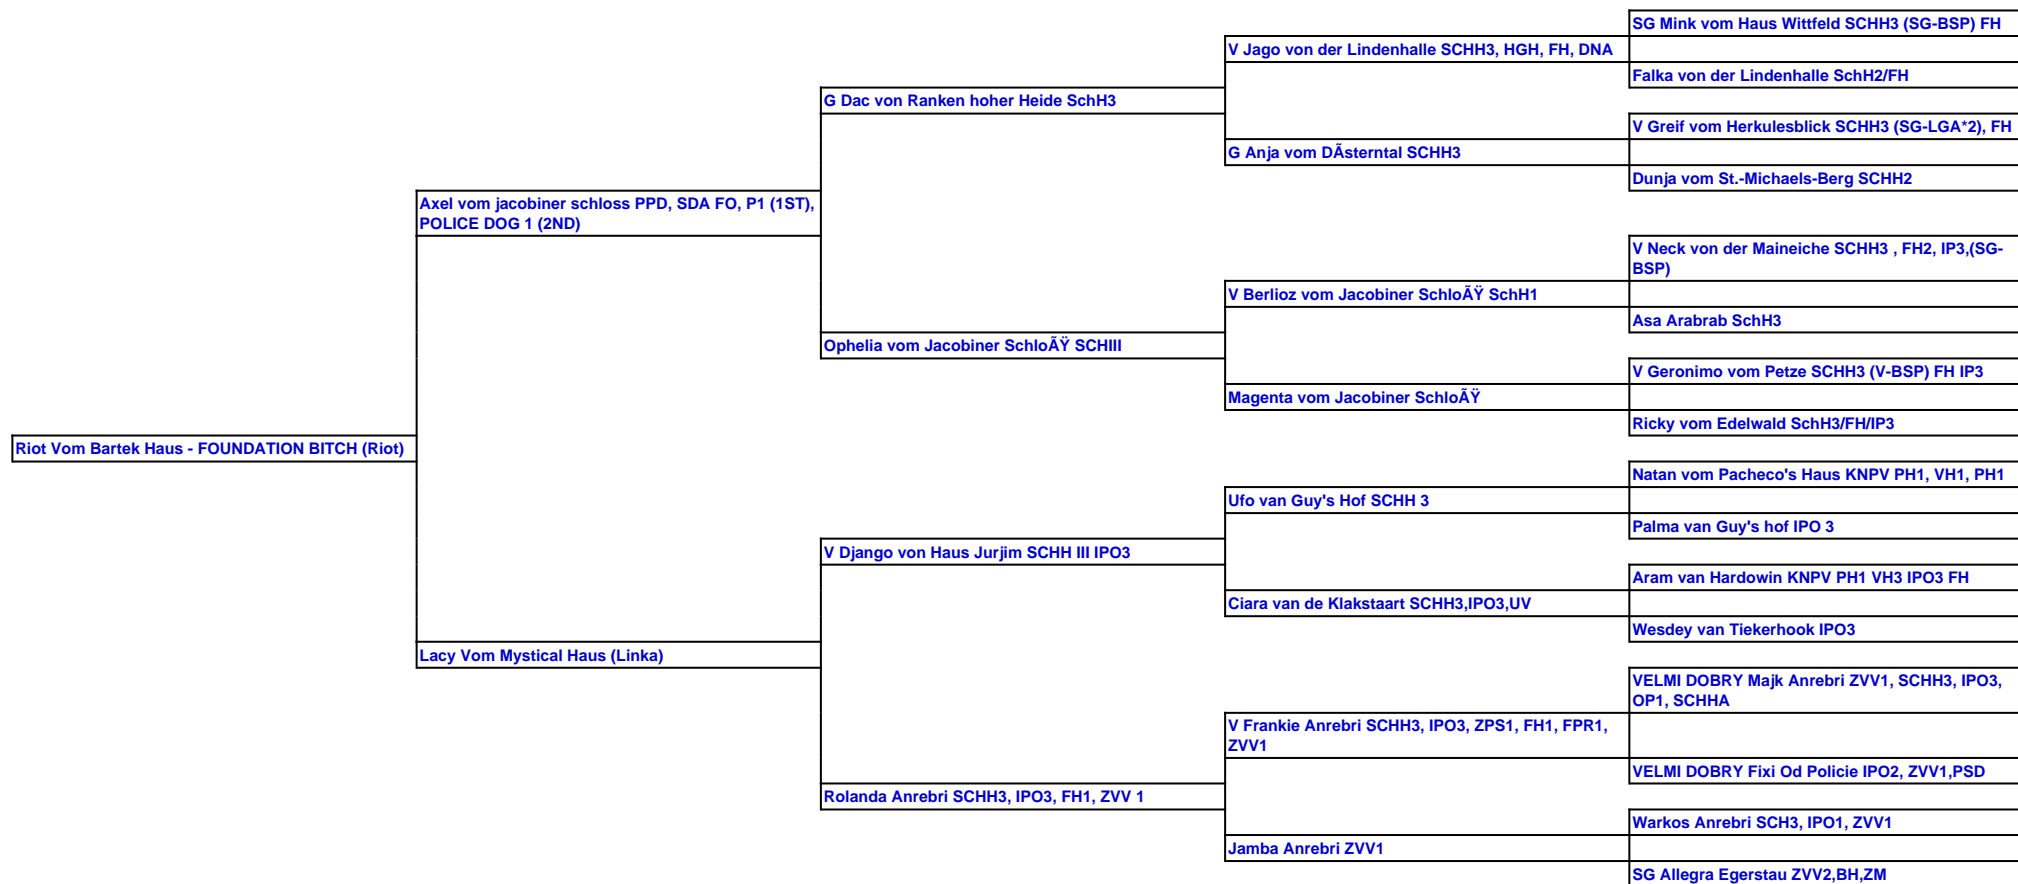 SG Mink vom Haus Wittfeld SCHH3 (SG-BSP) FH
V Jago von der Lindenhalle SCHH3, HGH, FH, DNA
Falka von der Lindenhalle SchH2/FH
G Dac von Ranken hoher Heide SchH3
V Greif vom Herkulesblick SCHH3 (SG-LGA*2), FH
G Anja vom DÃsterntal SCHH3
Dunja vom St.-Michaels-Berg SCHH2
Axel vom jacobiner schloss PPD, SDA FO, P1 (1ST),
POLICE DOG 1 (2ND)
V Neck von der Maineiche SCHH3 , FH2, IP3,(SG-
BSP)
V Berlioz vom Jacobiner SchloÃŸ SchH1
Asa Arabrab SchH3
Ophelia vom Jacobiner SchloÃŸ SCHIII
V Geronimo vom Petze SCHH3 (V-BSP) FH IP3
Magenta vom Jacobiner SchloÃŸ
Ricky vom Edelwald SchH3/FH/IP3
Riot Vom Bartek Haus - FOUNDATION BITCH (Riot)
Natan vom Pacheco's Haus KNPV PH1, VH1, PH1
Ufo van Guy's Hof SCHH 3
Palma van Guy's hof IPO 3
V Django von Haus Jurjim SCHH III IPO3
Aram van Hardowin KNPV PH1 VH3 IPO3 FH
Ciara van de Klakstaart SCHH3,IPO3,UV
Wesdey van Tiekerhook IPO3
Lacy Vom Mystical Haus (Linka)
VELMI DOBRY Majk Anrebri ZVV1, SCHH3, IPO3,
OP1, SCHHA
V Frankie Anrebri SCHH3, IPO3, ZPS1, FH1, FPR1,
ZVV1
VELMI DOBRY Fixi Od Policie IPO2, ZVV1,PSD
Rolanda Anrebri SCHH3, IPO3, FH1, ZVV 1
Warkos Anrebri SCH3, IPO1, ZVV1
Jamba Anrebri ZVV1
SG Allegra Egerstau ZVV2,BH,ZM